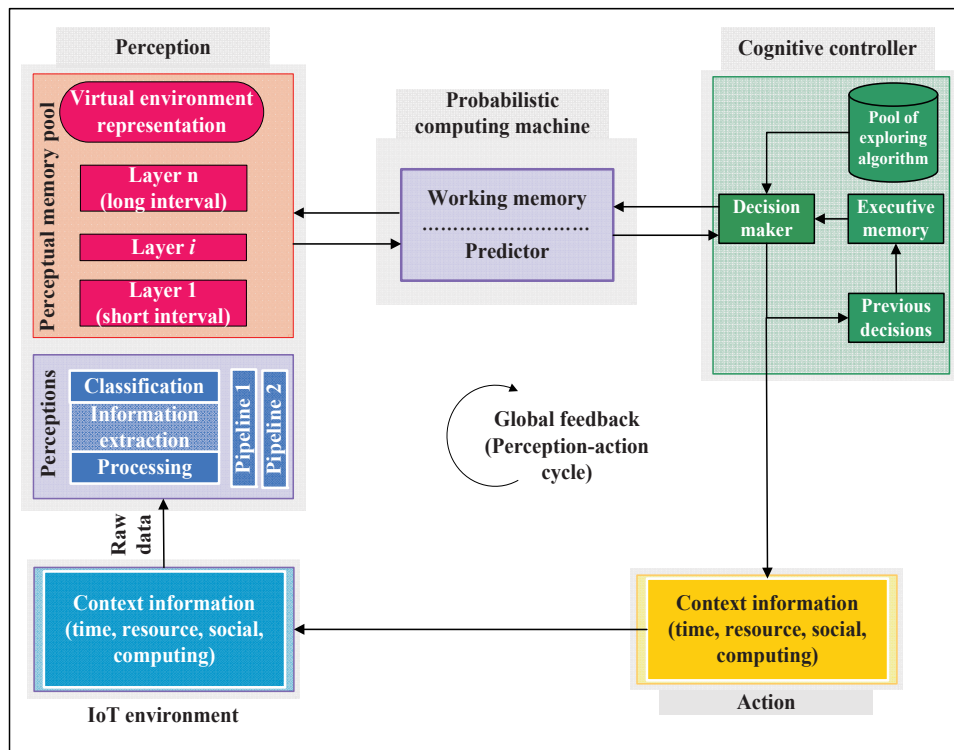 Perception
Perceptual memory pool
Virtual environment
representation
Layer n
(long interval)
Layer i
Layer 1
(short interval)
Perceptions
Classification
Information
extraction
Processing
Pipeline 1
Pipeline 2
Raw
data
Context information
(time, resource, social,
computing)
IoT environment
Probabilistic
computing machine
Working memory
................................
Predictor
Global feedback
(Perception-action
cycle)
Cognitive controller
Pool of
exploring
algorithm
Decision
maker
Executive
memory
Previous
decisions
Context information
(time, resource, social,
computing)
Action